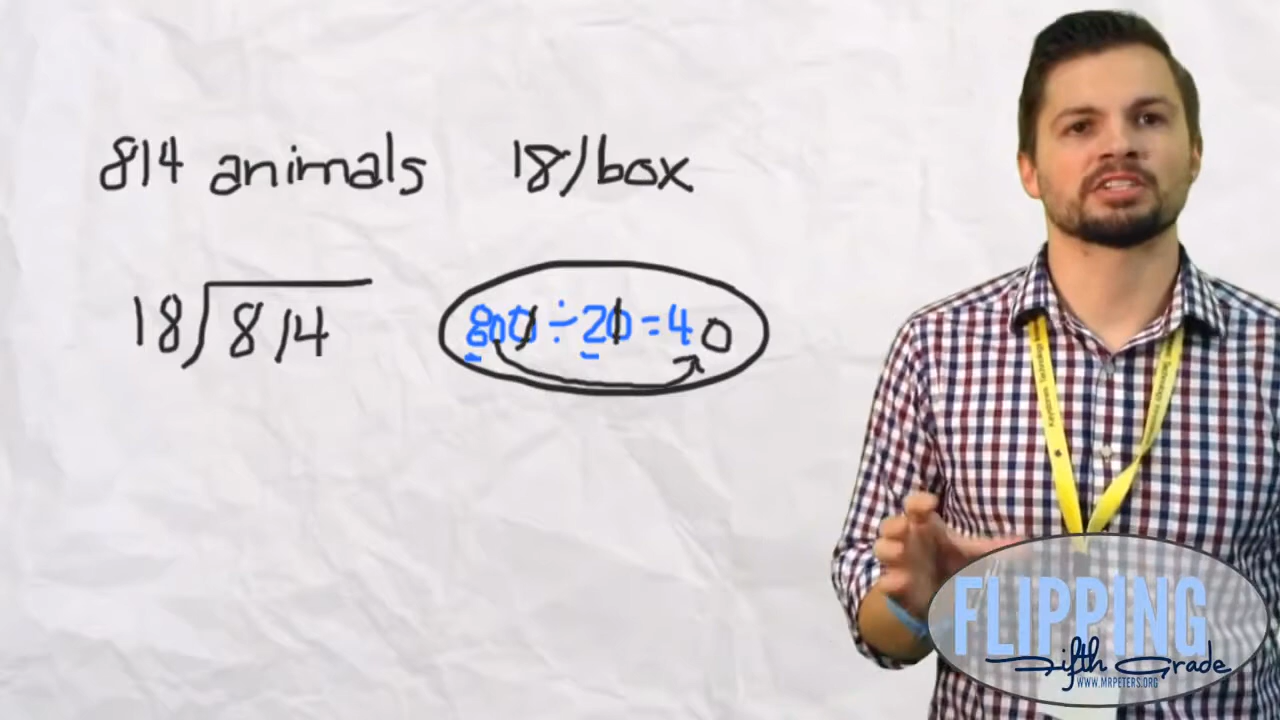 814 animals 18/box
18 814 800 ÷ 20 = 40
FLIPPING
Fifth Grade
WWW.MRPETERS.ORG